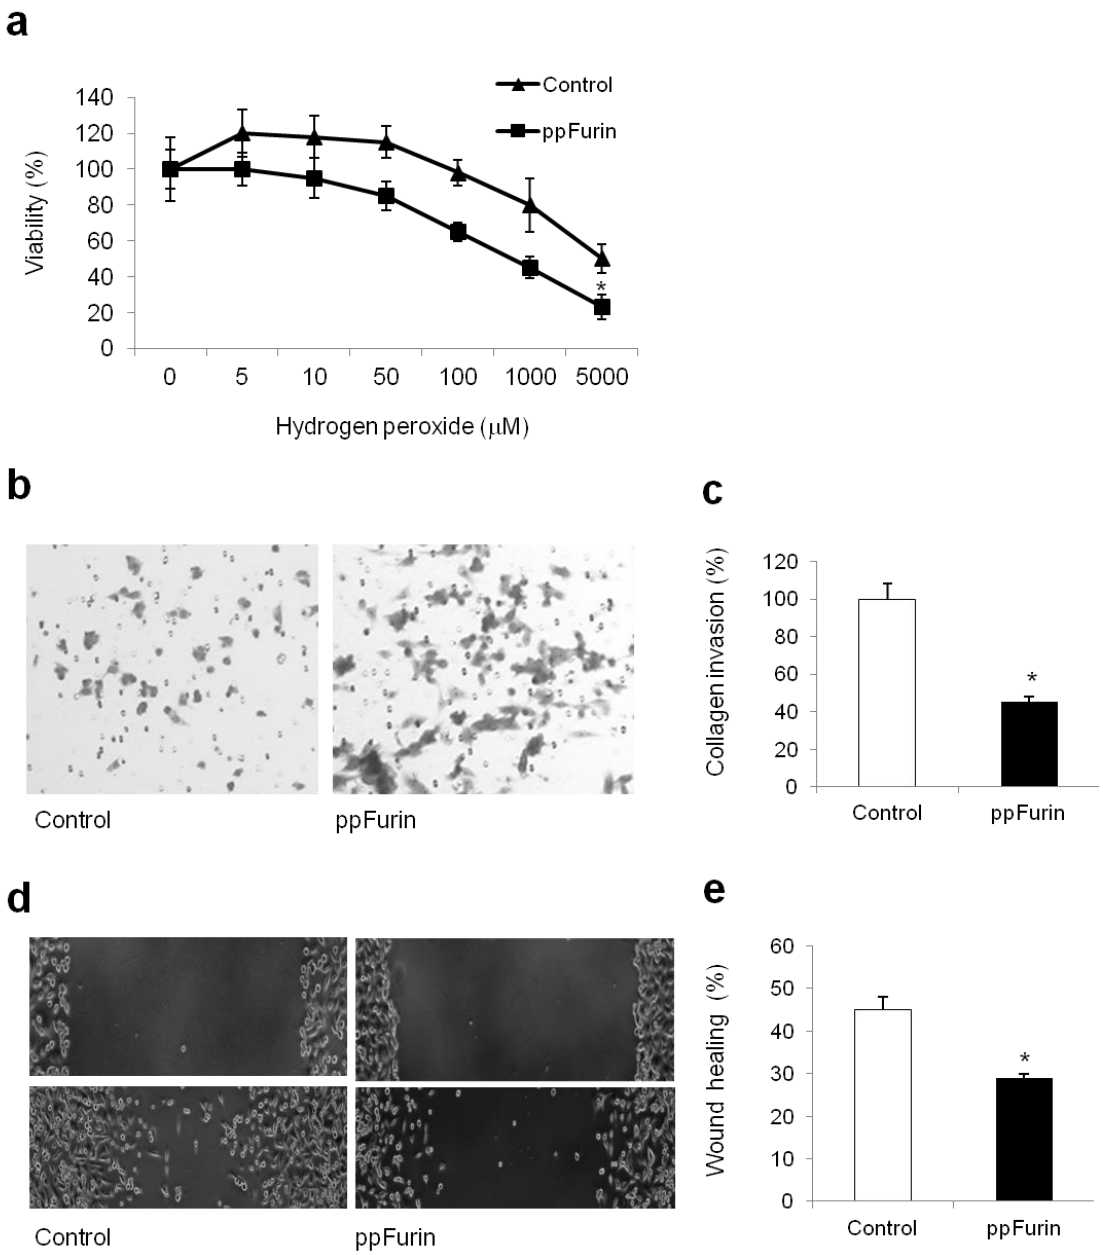 a
Control
ppFurin
140
120
100
80
60
40
20
0
Viability (%)
*
0 5 10 50 100 1000 5000
Hydrogen peroxide (μM)
b
Control ppFurin
c
Collagen invasion (%)
120
100
80
60
40
20
0
*
Control ppFurin
d
Control ppFurin
e
Wound healing (%)
60
50
40
30
20
10
0
*
Control ppFurin